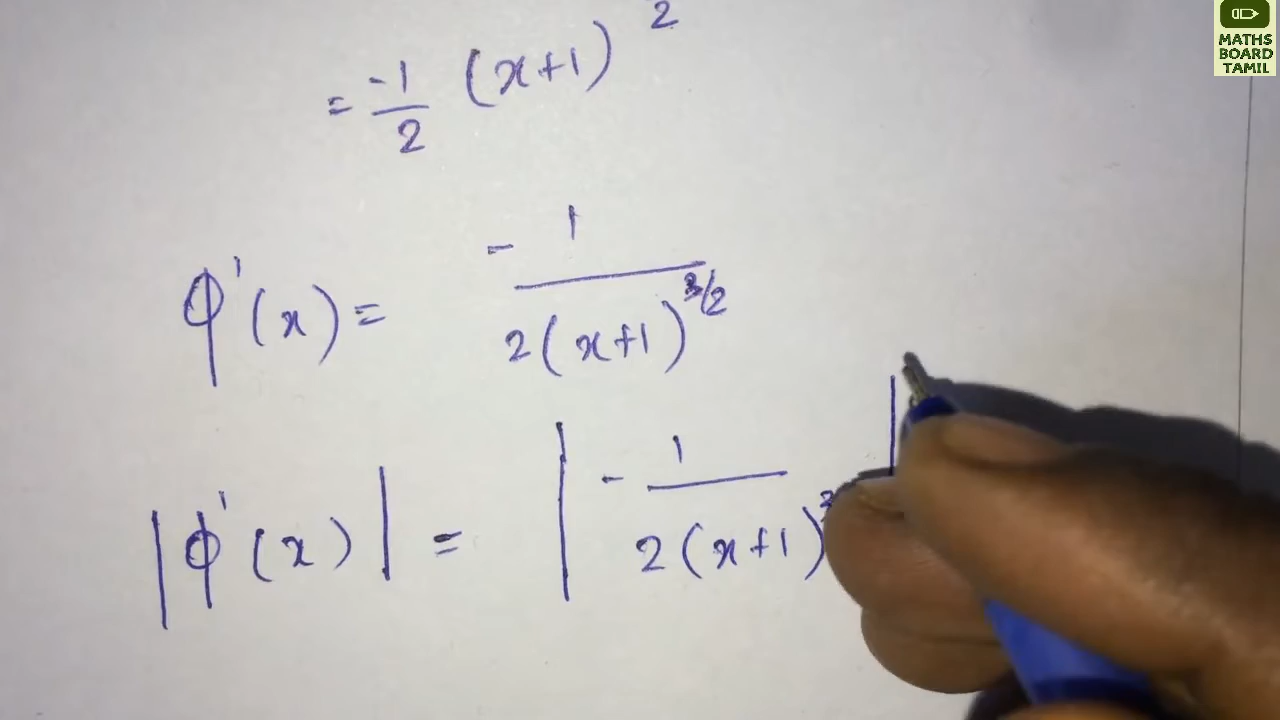 MATHS
BOARD
TAMIL
= -1/2 (x+1) 2
φ'(x) = - 1/2(x+1)^3/2
|φ'(x)| = | - 1/2(x+1) |